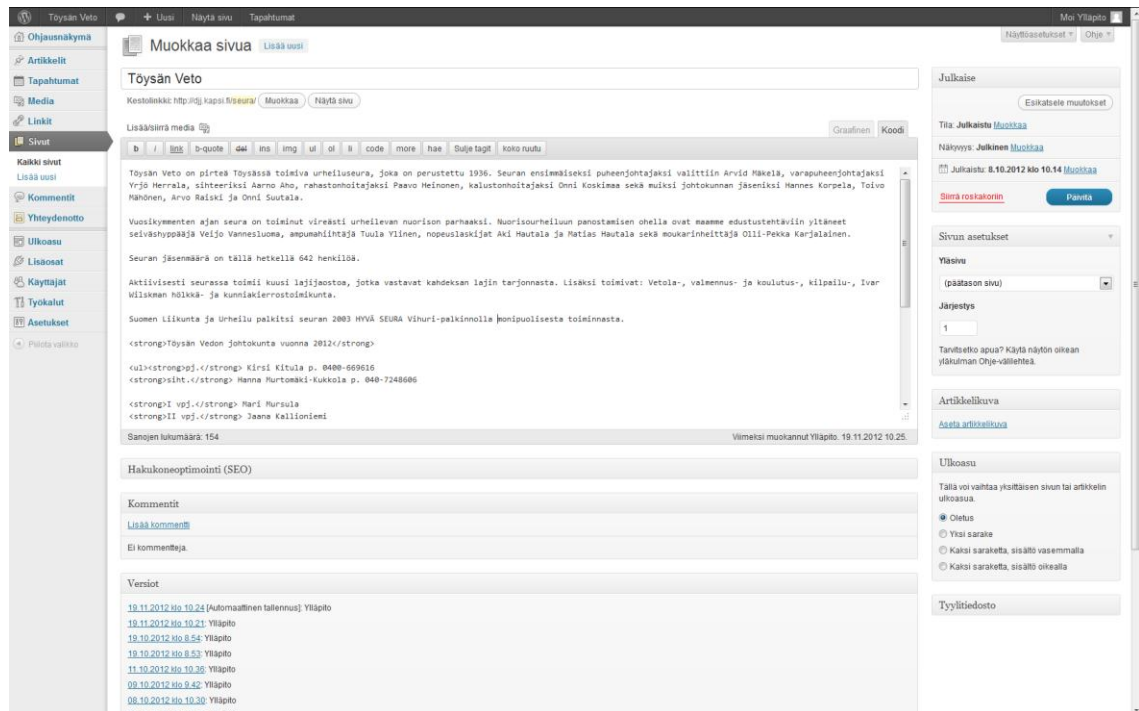 Töysän Veto + Uusi Näytä sivu Tapahtumat Moi Ylläpito
Ohjausnäkymä
Artikkelit
Tapahtumat
Media
Linkit
Sivut
Kaikki sivut
Lisää uusi
Kommentit
Yhteydenotto
Ulkoasu
Lisäosat
Käyttäjät
Työkalut
Asetukset
Piilota valikko
Näyttöasetukset Ohje
Muokkaa sivua Lisää uusi
Töysän Veto
Kestolinkki: http://djj.kapsi.fi/seura/ Muokkaa Näytä sivu
Lisää/siirrä media
Graafinen Koodi
b i link b-quote del ins img ul ol li code more hae Sulje tagit koko ruutu
Töysän Veto on pirteä Töysässä toimiva urheiluseura, joka on perustettu 1936. Seuran ensimmäiseksi puheenjohtajaksi valittiin Arvid Mäkelä, varapuheenjohtajaksi
Yrjö Herrala, sihteeriksi Aarno Aho, rahastonhoitajaksi Paavo Heinonen, kalustonhoitajaksi Onni Koskimaa sekä muiksi johtokunnan jäseniksi Hannes Korpela, Toivo
Mähönen, Arvo Raiski ja Onni Suutala.
Vuosikymmenten ajan seura on toiminut vireästi urheilevan nuorison parhaaksi. Nuorisourheiluun panostamisen ohella ovat maamme edustustehtäviin yltäneet
seiväshyppääjä Veijo Vannesluoma, ampumahiihtäjä Tuula Ylinen, nopeuslaskijat Aki Hautala ja Matias Hautala sekä moukarinheittäjä Olli-Pekka Karjalainen.
Seuran jäsenmäärä on tällä hetkellä 642 henkilöä.
Aktiivisesti seurassa toimii kuusi lajijaostoa, jotka vastavat kahdeksan lajin tarjonnasta. Lisäksi toimivat: Vetola-, valmennus- ja koulutus-, kilpailu-, Ivar
Wilskman hölkkä- ja kunniakierrostoimikunta.
Suomen Liikunta ja Urheilu palkitsi seuran 2003 HYVÄ SEURA Vihuri-palkinnolla monipuolisesta toiminnasta.
<strong>Töysän Vedon johtokunta vuonna 2012</strong>
<ul><strong>pj.</strong> Kirsi Kitula p. 0400-669616
<strong>siht.</strong> Hanna Murtomäki-Kukkola p. 040-7248606
<strong>I vpj.</strong> Mari Mursula
<strong>II vpj.</strong> Jaana Kallioniemi
Sanojen lukumäärä: 154 Viimeksi muokannut Ylläpito. 19.11.2012 10.25.
Hakukoneoptimointi (SEO)
Kommentit
Lisää kommentti
Ei kommentteja.
Versiot
19.11.2012 klo 10.24 [Automaattinen tallennus]: Ylläpito
19.11.2012 klo 10.21: Ylläpito
19.10.2012 klo 8.54: Ylläpito
19.10.2012 klo 8.53: Ylläpito
11.10.2012 klo 10.36: Ylläpito
09.10.2012 klo 9.42: Ylläpito
08.10.2012 klo 10.30: Ylläpito
Julkaise
Esikatsele muutokset
Tila: Julkaistu Muokkaa
Näkyvyys: Julkinen Muokkaa
Julkaistu: 8.10.2012 klo 10.14 Muokkaa
Siirrä roskakoriin Päivitä
Sivun asetukset
Yläsivu
(päätason sivu)
Järjestys
1
Tarvitsetko apua? Käytä näytön oikean
yläkulman Ohje-välilehteä.
Artikkelikuva
Aseta artikkelikuva
Ulkoasu
Tällä voi vaihtaa yksittäisen sivun tai artikkelin
ulkoasua.
Oletus
Yksi sarake
Kaksi saraketta, sisältö vasemmalla
Kaksi saraketta, sisältö oikealla
Tyylitiedosto